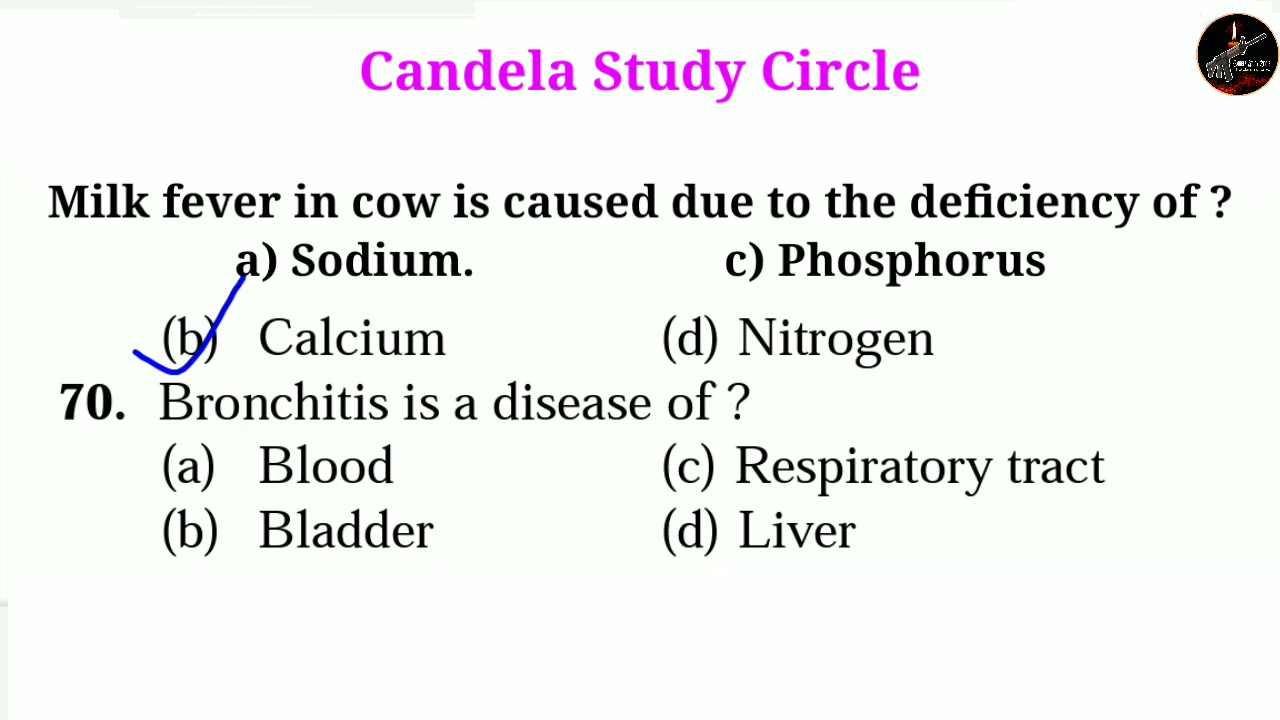 Candela Study Circle
Milk fever in cow is caused due to the deficiency of ?
a) Sodium. c) Phosphorus
(b) Calcium (d) Nitrogen
70. Bronchitis is a disease of ?
(a) Blood (c) Respiratory tract
(b) Bladder (d) Liver